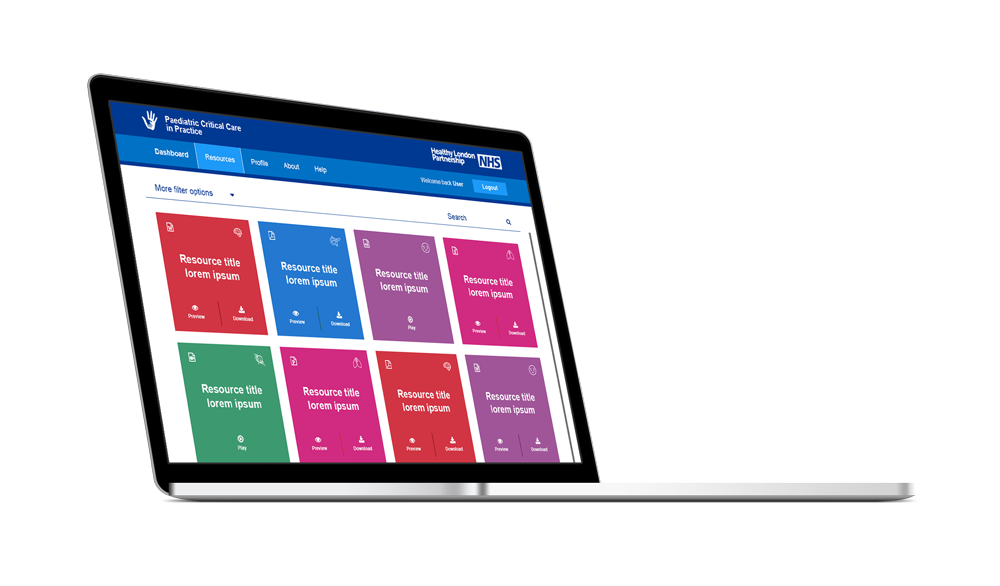 Paediatric Critical Care
in Practice
Healthy London
Partnership
NHS
Dashboard
Resources
Profile
About
Help
Welcome back User
Logout
More filter options
Search
Resource title
lorem ipsum
Preview
Download
Resource title
lorem ipsum
Preview
Download
Resource title
lorem ipsum
Play
Resource title
lorem ipsum
Preview
Download
Resource title
lorem ipsum
Play
Resource title
lorem ipsum
Preview
Download
Resource title
lorem ipsum
Preview
Download
Resource title
lorem ipsum
Preview
Download